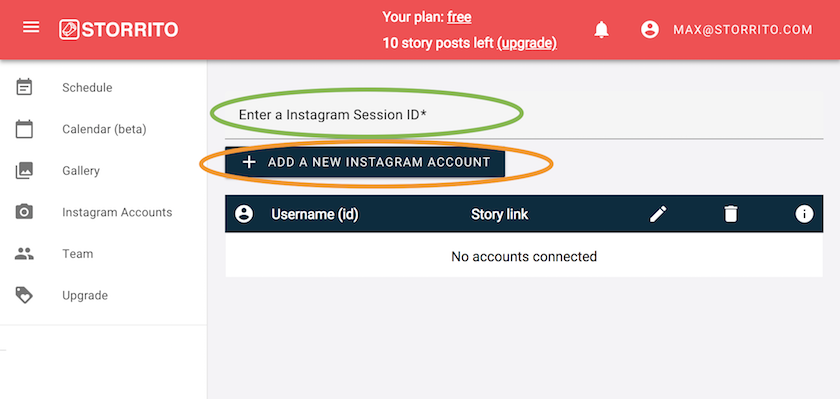 STORRITO
Your plan: free
10 story posts left (upgrade)
MAX@STORRITO.COM
Schedule
Calendar (beta)
Gallery
Instagram Accounts
Team
Upgrade
Enter a Instagram Session ID*
ADD A NEW INSTAGRAM ACCOUNT
Username (id) Story link
No accounts connected